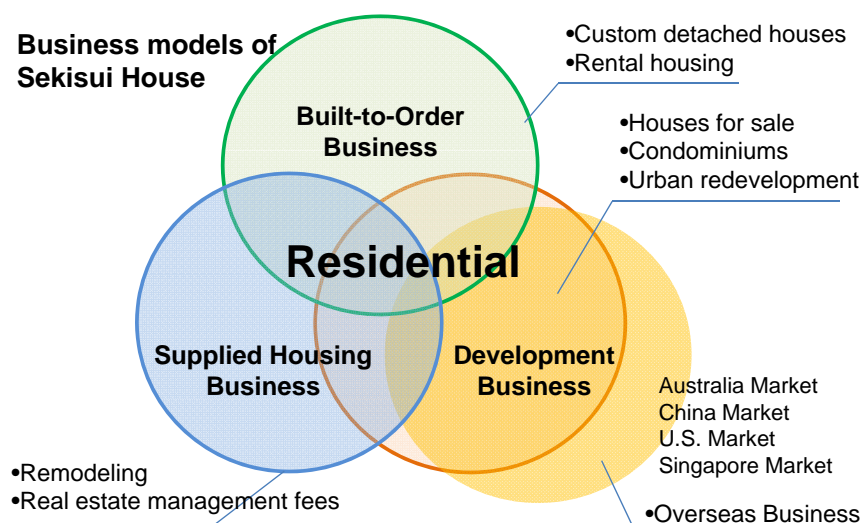 Business models of
Sekisui House
•Custom detached houses
•Rental housing
Built-to-Order
Business
•Houses for sale
•Condominiums
•Urban redevelopment
Residential
Supplied Housing
Business
Development
Business
Australia Market
China Market
U.S. Market
Singapore Market
•Remodeling
•Real estate management fees
•Overseas Business